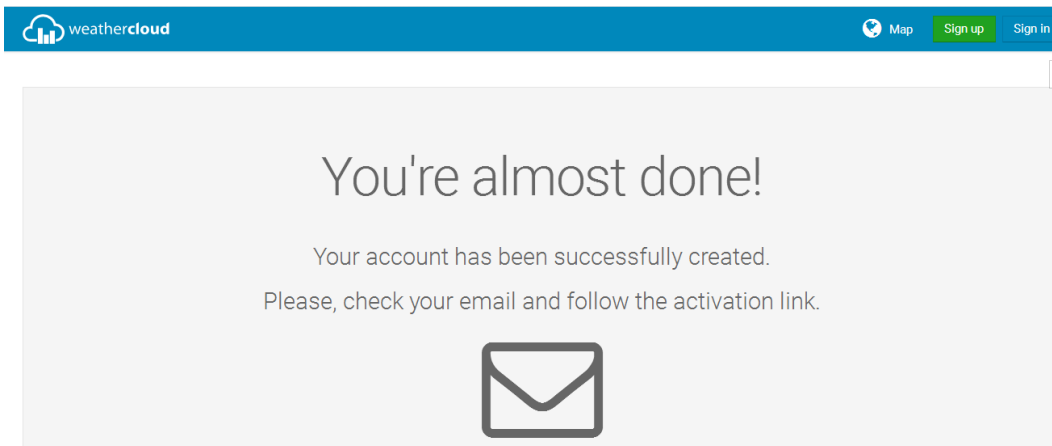 weathercloud
Map
Sign up
Sign in
You're almost done!
Your account has been successfully created.
Please, check your email and follow the activation link.